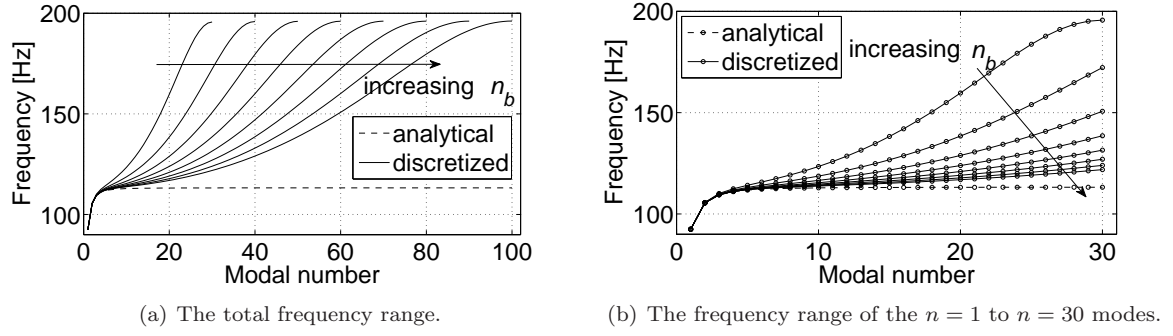 200
150
100
Frequency [Hz]
increasing n_b
analytical
discretized
0 20 40 60 80 100
Modal number
(a) The total frequency range.
200
150
100
Frequency [Hz]
analytical
discretized
increasing n_b
0 10 20 30
Modal number
(b) The frequency range of the n = 1 to n = 30 modes.